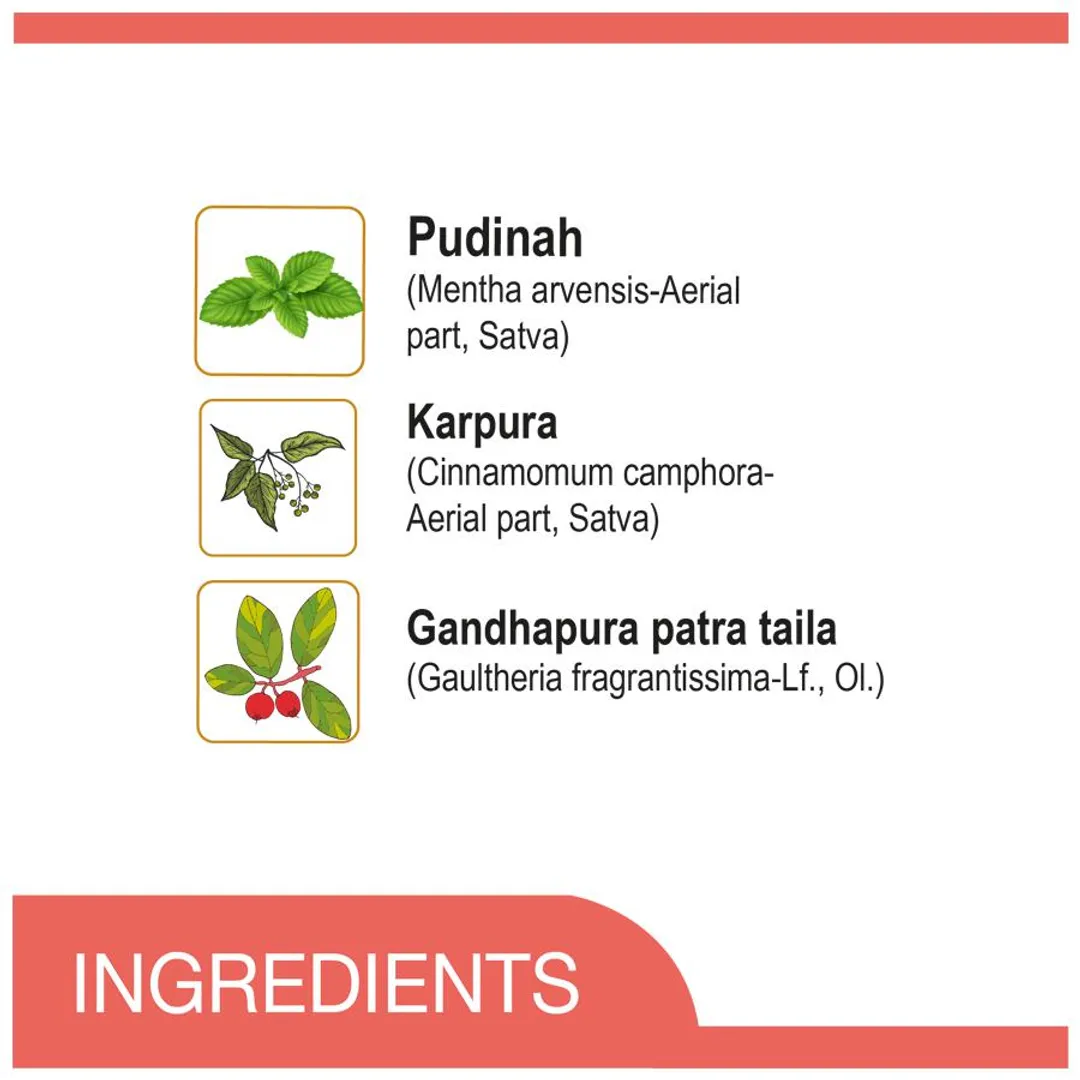 Pudinah
(Mentha arvensis-Aerial
part, Satva)
Karpura
(Cinnamomum camphora-
Aerial part, Satva)
Gandhapura patra taila
(Gaultheria fragrantissima-Lf., Ol.)
INGREDIENTS